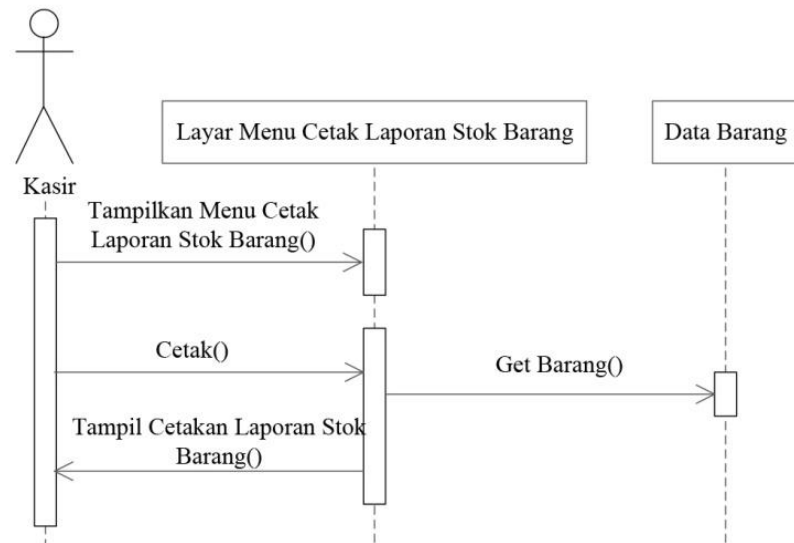 Layar Menu Cetak Laporan Stok Barang
Data Barang
Kasir
Tampilkan Menu Cetak
Laporan Stok Barang()
Cetak()
Get Barang()
Tampil Cetakan Laporan Stok
Barang()